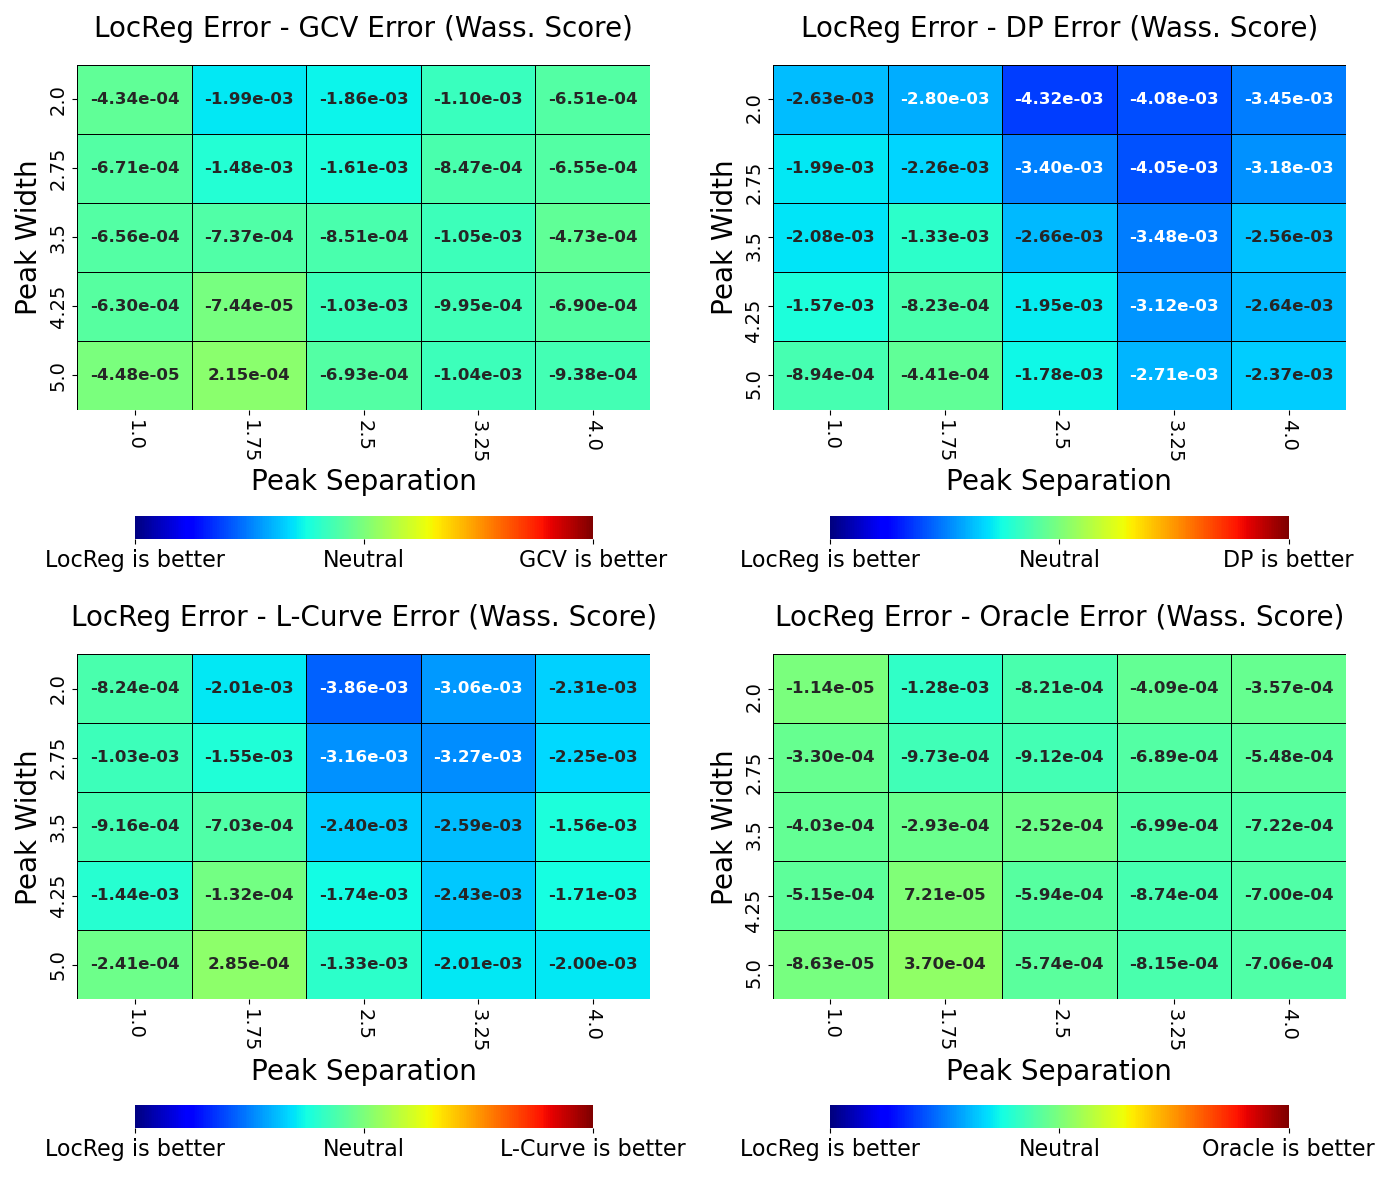 LocReg Error - GCV Error (Wass. Score)
Peak Width
2.0 -4.34e-04 -1.99e-03 -1.86e-03 -1.10e-03 -6.51e-04
2.75 -6.71e-04 -1.48e-03 -1.61e-03 -8.47e-04 -6.55e-04
3.5 -6.56e-04 -7.37e-04 -8.51e-04 -1.05e-03 -4.73e-04
4.25 -6.30e-04 -7.44e-05 -1.03e-03 -9.95e-04 -6.90e-04
5.0 -4.48e-05 2.15e-04 -6.93e-04 -1.04e-03 -9.38e-04
1.0 1.75 2.5 3.25 4.0
Peak Separation
LocReg is better Neutral GCV is better
LocReg Error - DP Error (Wass. Score)
Peak Width
2.0 -2.63e-03 -2.80e-03 -4.32e-03 -4.08e-03 -3.45e-03
2.75 -1.99e-03 -2.26e-03 -3.40e-03 -4.05e-03 -3.18e-03
3.5 -2.08e-03 -1.33e-03 -2.66e-03 -3.48e-03 -2.56e-03
4.25 -1.57e-03 -8.23e-04 -1.95e-03 -3.12e-03 -2.64e-03
5.0 -8.94e-04 -4.41e-04 -1.78e-03 -2.71e-03 -2.37e-03
1.0 1.75 2.5 3.25 4.0
Peak Separation
LocReg is better Neutral DP is better
LocReg Error - L-Curve Error (Wass. Score)
Peak Width
2.0 -8.24e-04 -2.01e-03 -3.86e-03 -3.06e-03 -2.31e-03
2.75 -1.03e-03 -1.55e-03 -3.16e-03 -3.27e-03 -2.25e-03
3.5 -9.16e-04 -7.03e-04 -2.40e-03 -2.59e-03 -1.56e-03
4.25 -1.44e-03 -1.32e-04 -1.74e-03 -2.43e-03 -1.71e-03
5.0 -2.41e-04 2.85e-04 -1.33e-03 -2.01e-03 -2.00e-03
1.0 1.75 2.5 3.25 4.0
Peak Separation
LocReg is better Neutral L-Curve is better
LocReg Error - Oracle Error (Wass. Score)
Peak Width
2.0 -1.14e-05 -1.28e-03 -8.21e-04 -4.09e-04 -3.57e-04
2.75 -3.30e-04 -9.73e-04 -9.12e-04 -6.89e-04 -5.48e-04
3.5 -4.03e-04 -2.93e-04 -2.52e-04 -6.99e-04 -7.22e-04
4.25 -5.15e-04 7.21e-05 -5.94e-04 -8.74e-04 -7.00e-04
5.0 -8.63e-05 3.70e-04 -5.74e-04 -8.15e-04 -7.06e-04
1.0 1.75 2.5 3.25 4.0
Peak Separation
LocReg is better Neutral Oracle is better